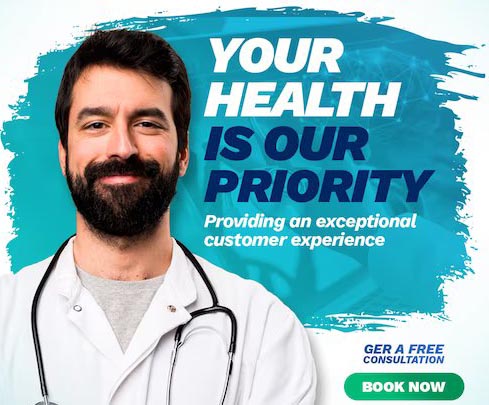 YOUR
HEALTH
IS OUR
PRIORITY
Providing an exceptional
customer experience
GER A FREE
CONSULTATION
BOOK NOW